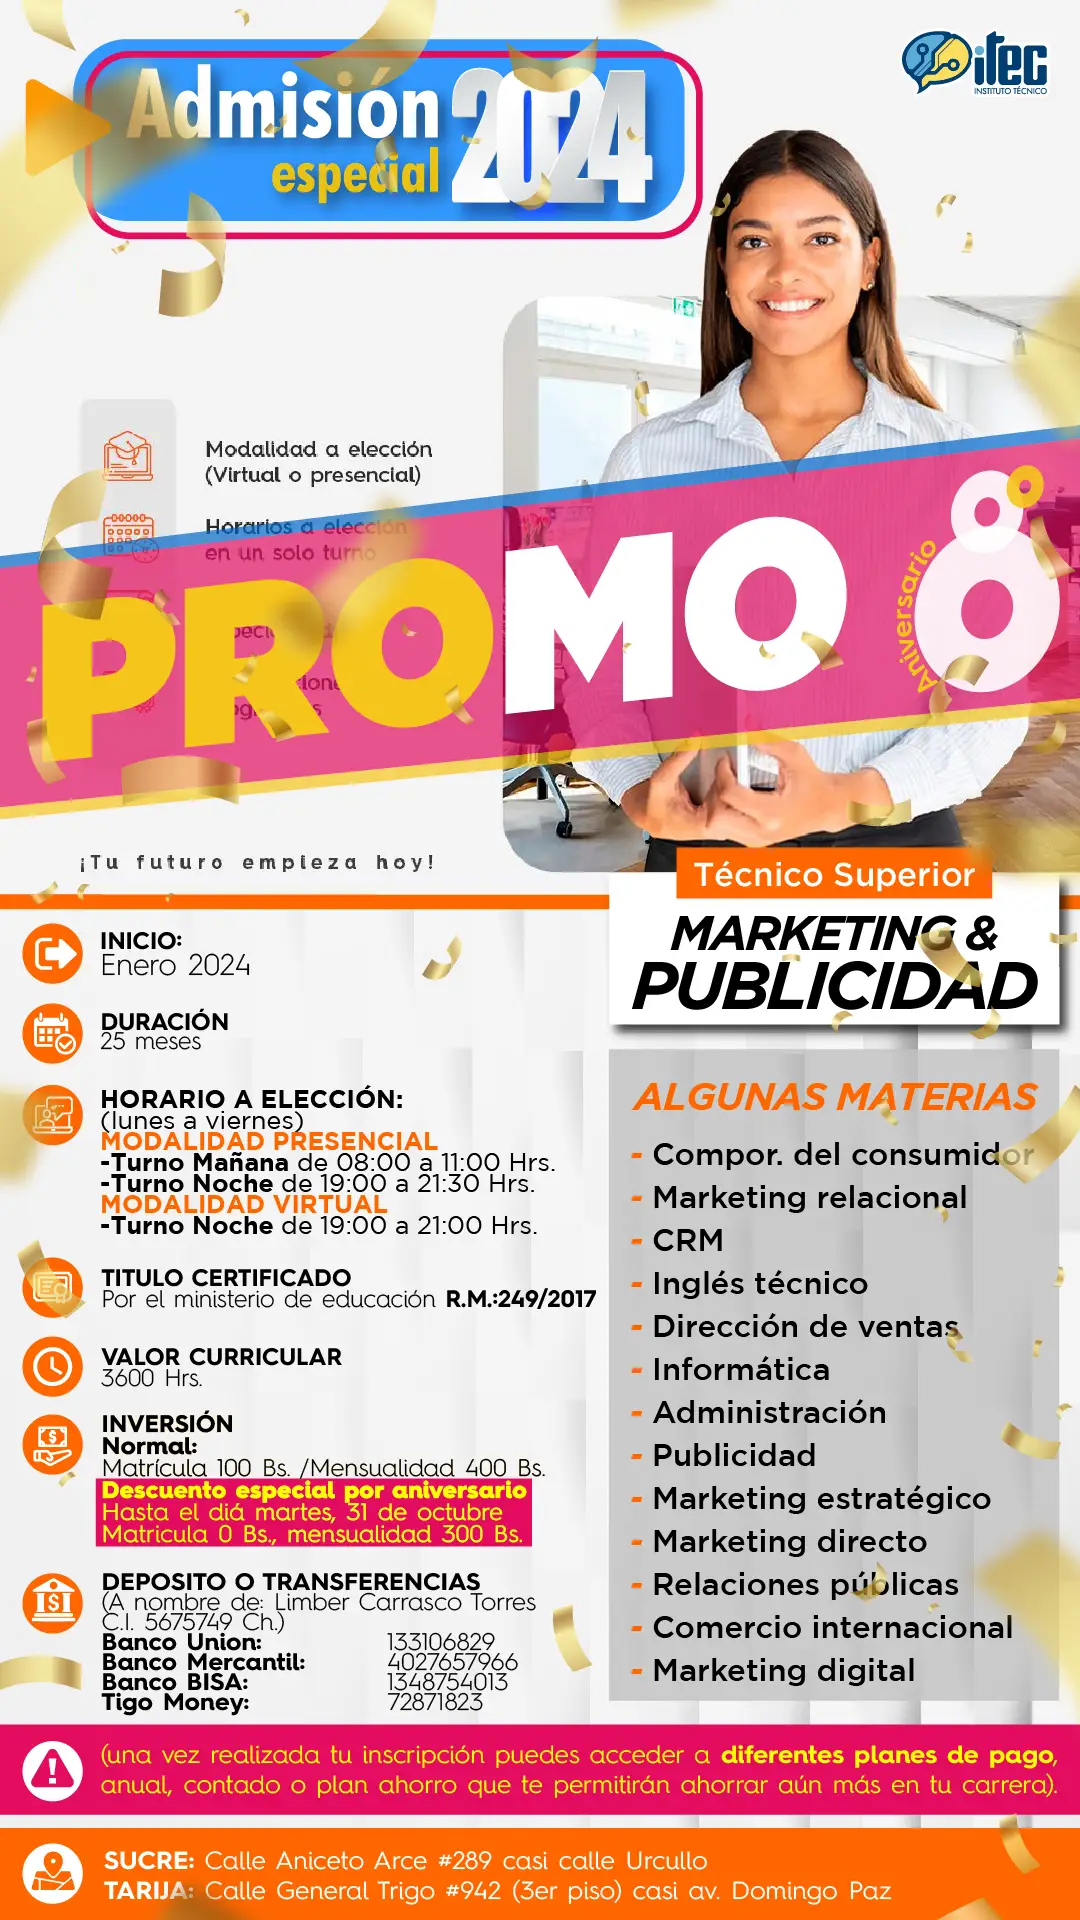 Admisión
especial 2024
itec
INSTITUTO TÉCNICO
Modalidad a elección
(Virtual o presencial)
Horarios a elección
en un solo turno
PROMO
8º
Aniversario
¡Tu futuro empieza hoy!
Técnico Superior
MARKETING &
PUBLICIDAD
INICIO:
Enero 2024
DURACIÓN
25 meses
HORARIO A ELECCIÓN:
(lunes a viernes)
MODALIDAD PRESENCIAL
-Turno Mañana de 08:00 a 11:00 Hrs.
-Turno Noche de 19:00 a 21:30 Hrs.
MODALIDAD VIRTUAL
-Turno Noche de 19:00 a 21:00 Hrs.
TITULO CERTIFICADO
Por el ministerio de educación R.M.:249/2017
VALOR CURRICULAR
3600 Hrs.
INVERSIÓN
Normal:
Matrícula 100 Bs. /Mensualidad 400 Bs.
Descuento especial por aniversario
Hasta el diá martes, 31 de octubre
Matricula 0 Bs., mensualidad 300 Bs.
DEPOSITO O TRANSFERENCIAS
(A nombre de: Limber Carrasco Torres
C.I. 5675749 Ch.)
Banco Union: 133106829
Banco Mercantil: 4027657966
Banco BISA: 1348754013
Tigo Money: 72871823
ALGUNAS MATERIAS
- Compor. del consumidor
- Marketing relacional
- CRM
- Inglés técnico
- Dirección de ventas
- Informática
- Administración
- Publicidad
- Marketing estratégico
- Marketing directo
- Relaciones públicas
- Comercio internacional
- Marketing digital
(una vez realizada tu inscripción puedes acceder a diferentes planes de pago,
anual, contado o plan ahorro que te permitirán ahorrar aún más en tu carrera).
SUCRE: Calle Aniceto Arce #289 casi calle Urcullo
TARIJA: Calle General Trigo #942 (3er piso) casi av. Domingo Paz